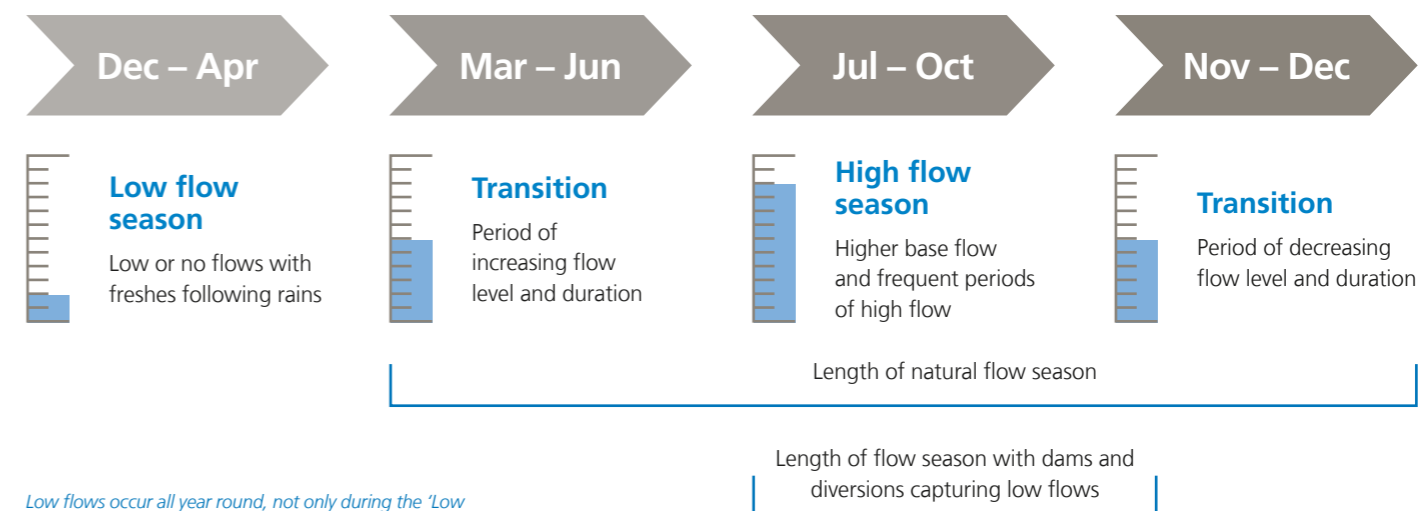 Dec – Apr
Mar – Jun
Jul – Oct
Nov – Dec
Low flow
season
Low or no flows with
freshes following rains
Transition
Period of
increasing flow
level and duration
High flow
season
Higher base flow
and frequent periods
of high flow
Transition
Period of decreasing
flow level and duration
Length of natural flow season
Length of flow season with dams and
diversions capturing low flows
Low flows occur all year round, not only during the ‘Low